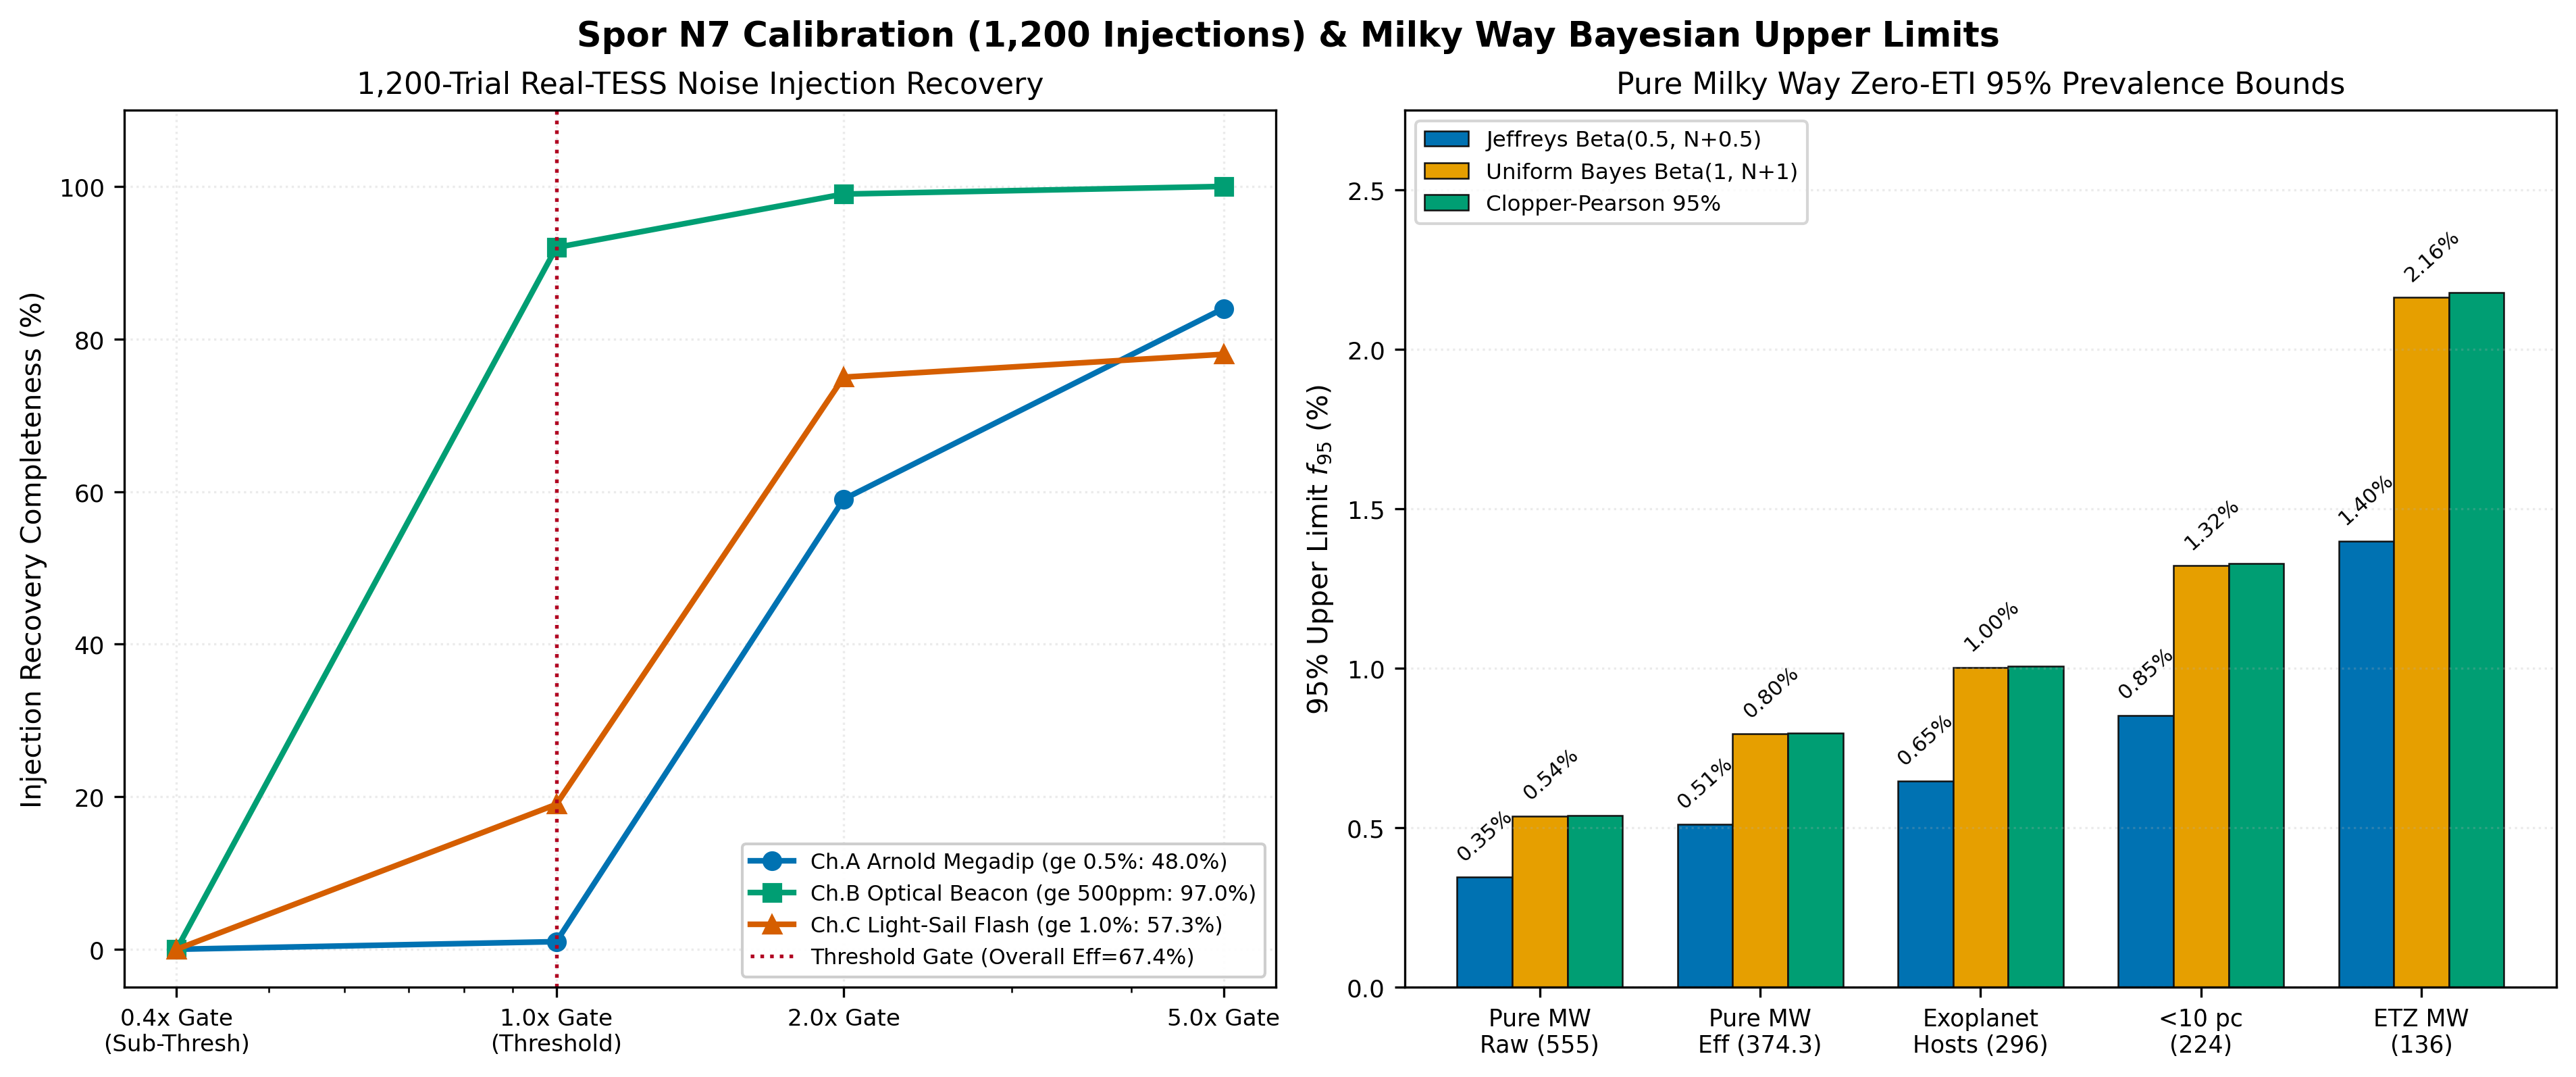 Spor N7 Calibration (1,200 Injections) & Milky Way Bayesian Upper Limits
1,200-Trial Real-TESS Noise Injection Recovery
Injection Recovery Completeness (%)
100
80
60
40
20
0
0.4x Gate
(Sub-Thresh)
1.0x Gate
(Threshold)
2.0x Gate
5.0x Gate
Ch.A Arnold Megadip (ge 0.5%: 48.0%)
Ch.B Optical Beacon (ge 500ppm: 97.0%)
Ch.C Light-Sail Flash (ge 1.0%: 57.3%)
Threshold Gate (Overall Eff=67.4%)
Pure Milky Way Zero-ETI 95% Prevalence Bounds
95% Upper Limit f95 (%)
Jeffreys Beta(0.5, N+0.5)
Uniform Bayes Beta(1, N+1)
Clopper-Pearson 95%
2.5
2.0
1.5
1.0
0.5
0.0
0.35%
0.54%
0.51%
0.80%
0.65%
1.00%
0.85%
1.32%
1.40%
2.16%
Pure MW
Raw (555)
Pure MW
Eff (374.3)
Exoplanet
Hosts (296)
<10 pc
(224)
ETZ MW
(136)